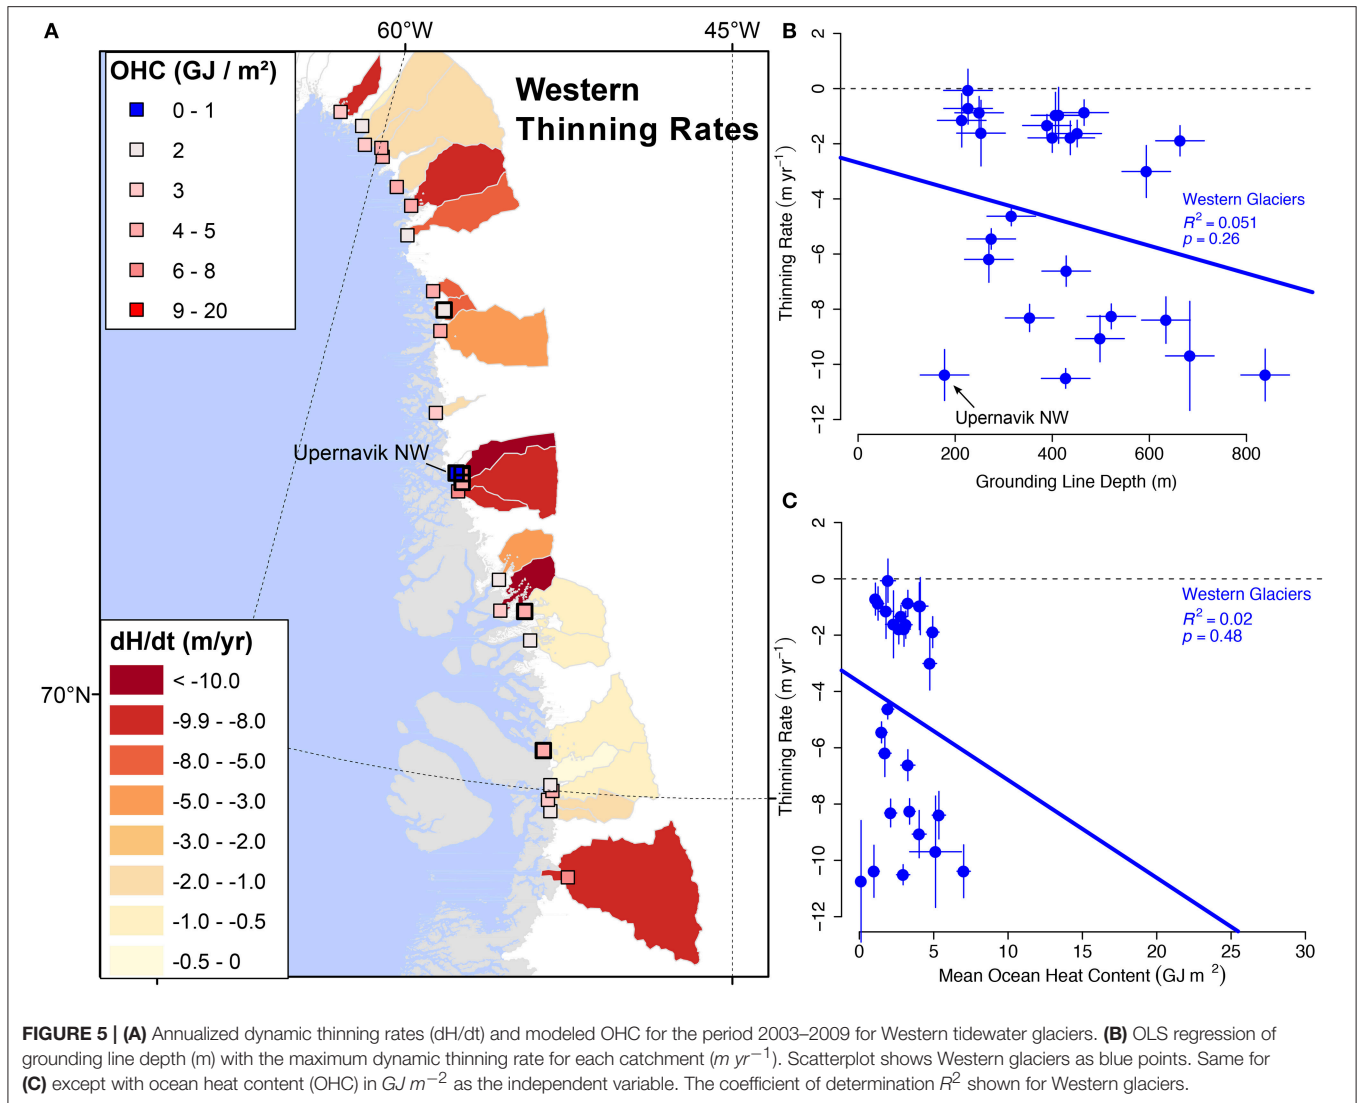 A
60°W
45°W
OHC (GJ / m²)
0 - 1
2
3
4 - 5
6 - 8
9 - 20
Western
Thinning Rates
Upernavik NW
70°N
dH/dt (m/yr)
< -10.0
-9.9 - -8.0
-8.0 - -5.0
-5.0 - -3.0
-3.0 - -2.0
-2.0 - -1.0
-1.0 - -0.5
-0.5 - 0
B
2
0
-2
-4
-6
-8
-10
-12
Thinning Rate (m yr⁻¹)
Western Glaciers
R² = 0.051
p = 0.26
Upernavik NW
0 200 400 600 800
Grounding Line Depth (m)
C
2
0
-2
-4
-6
-8
-10
-12
Thinning Rate (m yr⁻¹)
Western Glaciers
R² = 0.02
p = 0.48
0 5 10 15 20 25 30
Mean Ocean Heat Content (GJ m ²)
FIGURE 5 | (A) Annualized dynamic thinning rates (dH/dt) and modeled OHC for the period 2003–2009 for Western tidewater glaciers. (B) OLS regression of
grounding line depth (m) with the maximum dynamic thinning rate for each catchment (m yr⁻¹). Scatterplot shows Western glaciers as blue points. Same for
(C) except with ocean heat content (OHC) in GJ m⁻² as the independent variable. The coefficient of determination R² shown for Western glaciers.